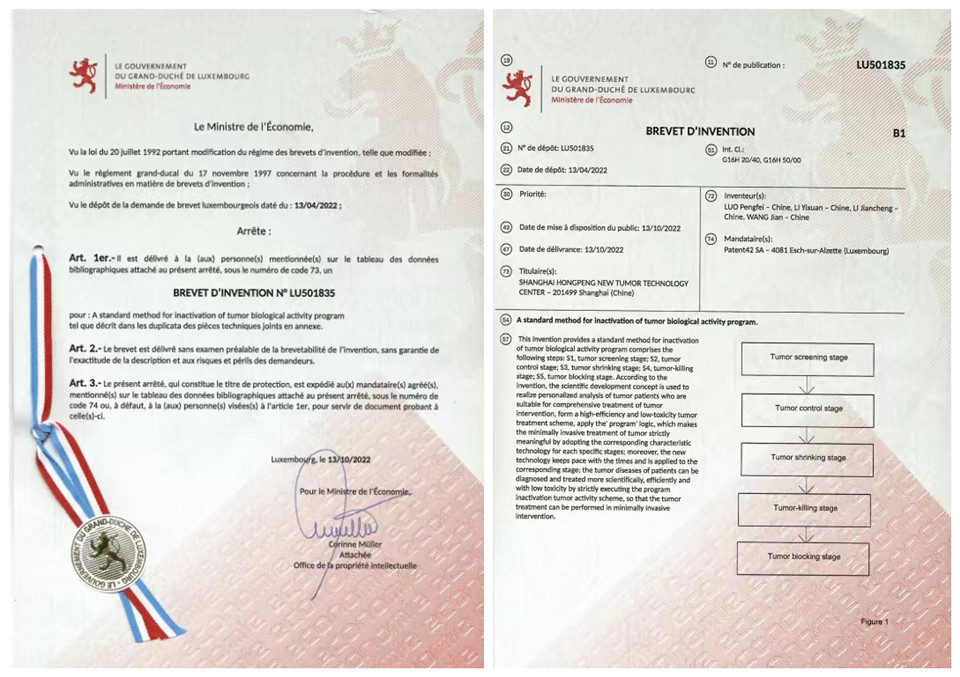 LE GOUVERNEMENT
DU GRAND-DUCHÉ DE LUXEMBOURG
Ministère de l'Économie
Le Ministre de l'Économie,
Vu la loi du 20 juillet 1992 portant modification du régime des brevets d'invention, telle que modifiée ;
Vu le règlement grand-ducal du 17 novembre 1997 concernant la procédure et les formalités
administratives en matière de brevets d'invention ;
Vu le dépôt de la demande de brevet luxembourgeois daté du : 13/04/2022 ;
Arrête :
Art. 1er.- Il est délivré à la (aux) personne(s) mentionnée(s) sur le tableau des données
bibliographiques attaché au présent arrêté, sous le numéro de code 73, un
BREVET D'INVENTION N° LU501835
pour : A standard method for inactivation of tumor biological activity program
tel que décrit dans les duplicata des pièces techniques joints en annexe.
Art. 2.- Le brevet est délivré sans examen préalable de la brevetabilité de l'invention, sans garantie de
l'exactitude de la description et aux risques et périls des demandeurs.
Art. 3.- Le présent arrêté, qui constitue le titre de protection, est expédié au(x) mandataire(s) agréé(s),
mentionné(s) sur le tableau des données bibliographiques attaché au présent arrêté, sous le numéro de
code 74 ou, à défaut, à la (aux) personne(s) visées(s) à l'article 1er, pour servir de document probant à
celle(s)-ci.
Luxembourg, le 13/10/2022
Pour le Ministre de l'Économie,
Corinne Müller
Attachée
Office de la propriété intellectuelle
LE GOUVERNEMENT DU GRAND-DUCHÉ DE LUXEMBOURG
19
LE GOUVERNEMENT
DU GRAND-DUCHÉ DE LUXEMBOURG
Ministère de l'Économie
11 N° de publication : LU501835
12 BREVET D'INVENTION B1
21 N° de dépôt: LU501835
51 Int. Cl.:
G16H 20/40, G16H 50/00
22 Date de dépôt: 13/04/2022
30 Priorité:
72 Inventeur(s):
LUO Pengfei – Chine, LI Yixuan – Chine, LI Jiancheng –
Chine, WANG Jian – Chine
43 Date de mise à disposition du public: 13/10/2022
74 Mandataire(s):
Patent42 SA – 4081 Esch-sur-Alzette (Luxembourg)
47 Date de délivrance: 13/10/2022
73 Titulaire(s):
SHANGHAI HONGPENG NEW TUMOR TECHNOLOGY
CENTER – 201499 Shanghai (Chine)
54 A standard method for inactivation of tumor biological activity program.
57 This invention provides a standard method for inactivation
of tumor biological activity program comprises the
following steps: S1, tumor screening stage; S2, tumor
control stage; S3, tumor shrinking stage; S4, tumor-killing
stage; S5, tumor blocking stage. According to the
invention, the scientific development concept is used to
realize personalized analysis of tumor patients who are
suitable for comprehensive treatment of tumor
intervention, form a high-efficiency and low-toxicity tumor
treatment scheme, apply the' program' logic, which makes
the minimally invasive treatment of tumor strictly
meaningful by adopting the corresponding characteristic
technology for each specific stages; moreover, the new
technology keeps pace with the times and is applied to the
corresponding stage; the tumor diseases of patients can be
diagnosed and treated more scientifically, efficiently and
with low toxicity by strictly executing the program
inactivation tumor activity scheme, so that the tumor
treatment can be performed in minimally invasive
intervention.
Tumor screening stage
Tumor control stage
Tumor shrinking stage
Tumor-killing stage
Tumor blocking stage
Figure 1